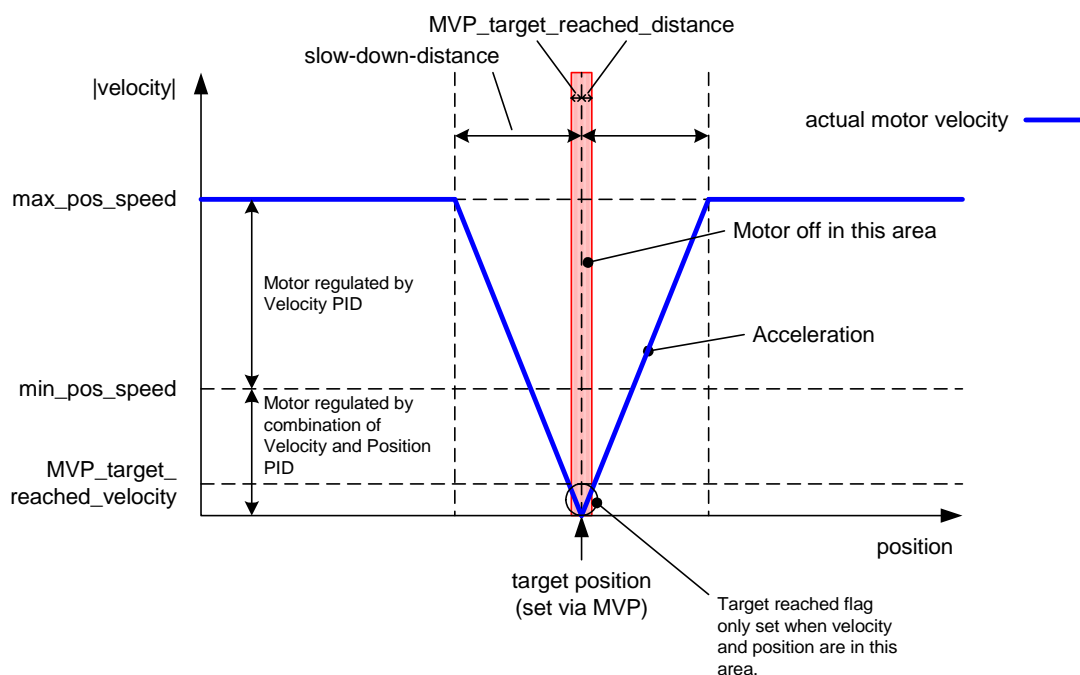 MVP_target_reached_distance
slow-down-distance
|velocity|
actual motor velocity
max_pos_speed
Motor off in this area
Motor regulated by
Velocity PID
Acceleration
min_pos_speed
Motor regulated by
combination of
Velocity and Position
PID
MVP_target_
reached_velocity
position
target position
(set via MVP)
Target reached flag
only set when velocity
and position are in this
area.